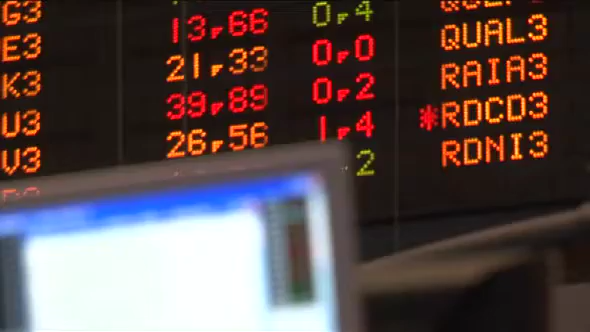 G3 13,66 0,4
E3 21,33 0,0 QUAL3
K3 39,89 0,2 RAIA3
U3 26,56 1,4 *RDCD3
V3 2 RDNI3